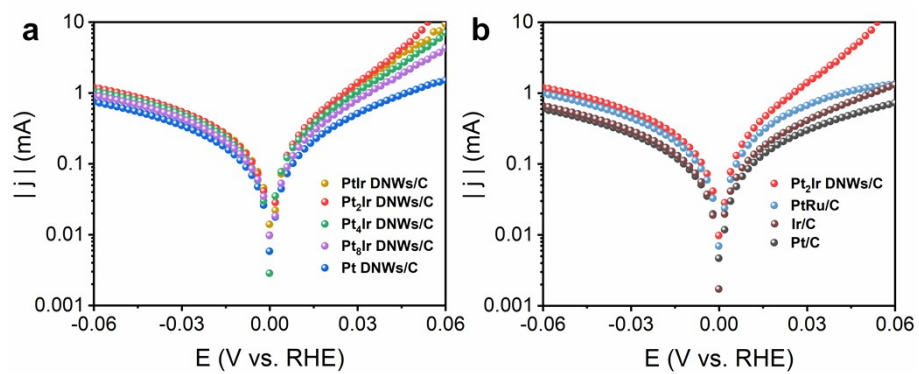 a
10
1
0.1
0.01
0.001
| j | (mA)
PtIr DNWs/C
Pt₂Ir DNWs/C
Pt₄Ir DNWs/C
Pt₈Ir DNWs/C
Pt DNWs/C
-0.06 -0.03 0.00 0.03 0.06
E (V vs. RHE)
b
10
1
0.1
0.01
0.001
| j | (mA)
Pt₂Ir DNWs/C
PtRu/C
Ir/C
Pt/C
-0.06 -0.03 0.00 0.03 0.06
E (V vs. RHE)